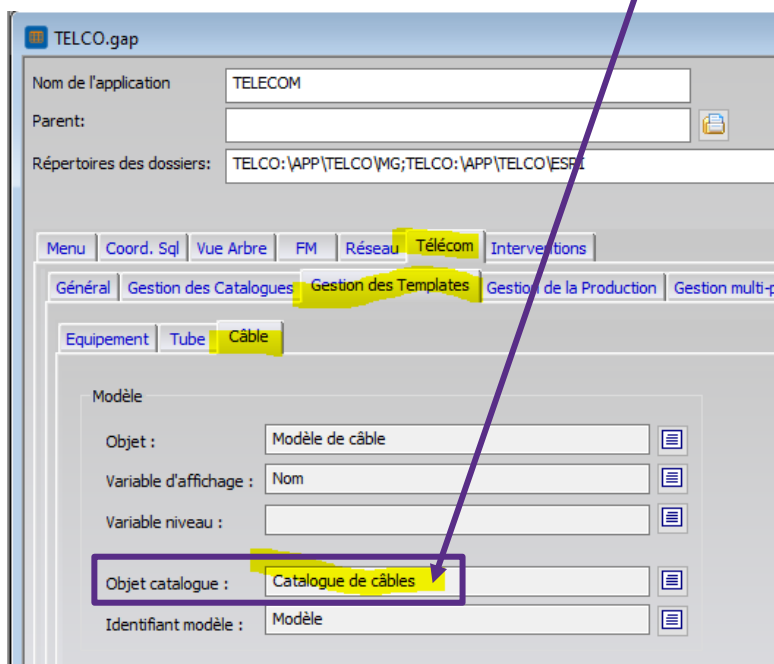 TELCO.gap
Nom de l'application TELECOM
Parent:
Répertoires des dossiers: TELCO:\APP\TELCO\MG;TELCO:\APP\TELCO\ESRI
Menu Coord. Sql Vue Arbre FM Réseau Télécom Interventions
Général Gestion des Catalogues Gestion des Templates Gestion de la Production Gestion multi-p
Equipement Tube Câble
Modèle
Objet : Modèle de câble
Variable d'affichage : Nom
Variable niveau :
Objet catalogue : Catalogue de câbles
Identifiant modèle : Modèle